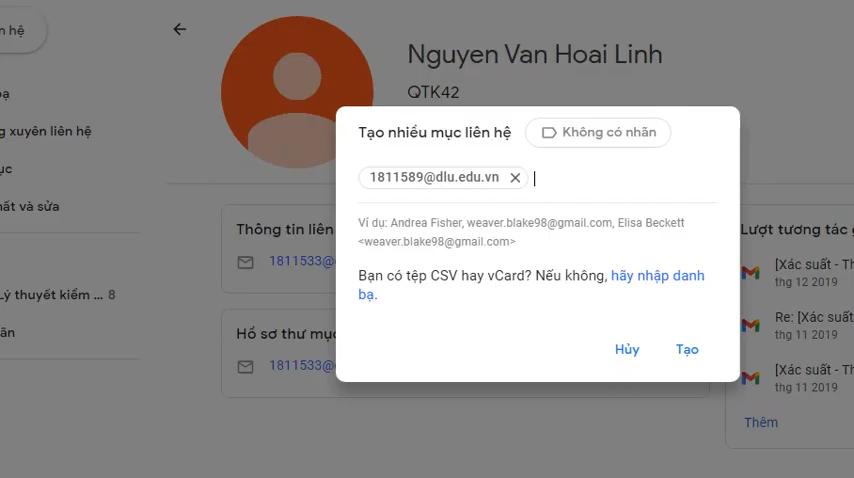 n hệ
Nguyen Van Hoai Linh
QTK42
Tạo nhiều mục liên hệ
Không có nhãn
1811589@dlu.edu.vn
Ví dụ: Andrea Fisher, weaver.blake98@gmail.com, Elisa Beckett
<weaver.blake98@gmail.com>
Bạn có tệp CSV hay vCard? Nếu không, hãy nhập danh
bạ.
Hủy
Tạo
ạ
g xuyên liên hệ
ục
hất và sửa
Lý thuyết kiểm ... 8
ãn
Thông tin liên
1811533@
Hồ sơ thư mục
1811533@
Lượt tương tác g
[Xác suất - Th
thg 12 2019
Re: [Xác suất
thg 11 2019
[Xác suất - Th
thg 11 2019
Thêm